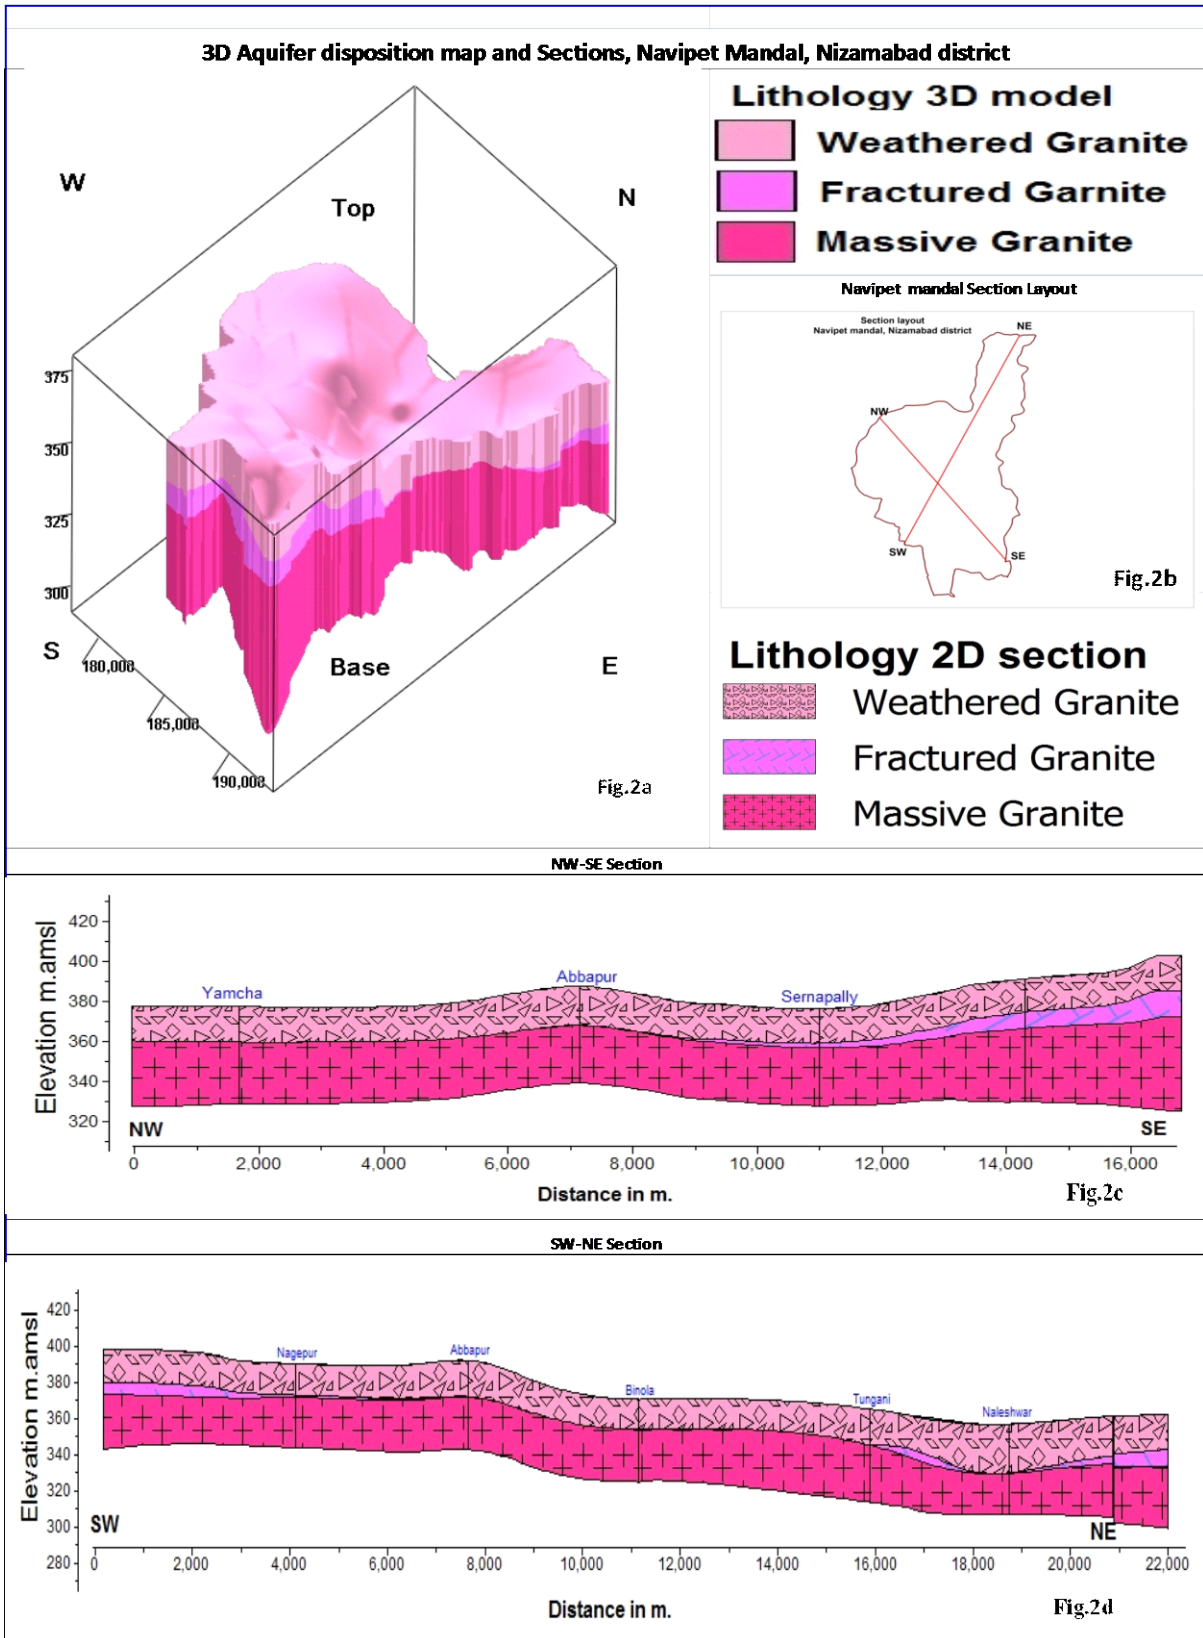 3D Aquifer disposition map and Sections, Navipet Mandal, Nizamabad district
W
Top
N
375
350
325
300
S
180,000
185,000
190,000
Base
E
Fig.2a
Lithology 3D model
Weathered Granite
Fractured Garnite
Massive Granite
Navipet mandal Section Layout
Section layout
Navipet mandal, Nizamabad district
NE
NW
SW
SE
Fig.2b
Lithology 2D section
Weathered Granite
Fractured Granite
Massive Granite
NW-SE Section
Elevation m.amsl
420
400
380
360
340
320
Yamcha
Abbapur
Sernapally
NW
SE
0 2,000 4,000 6,000 8,000 10,000 12,000 14,000 16,000
Distance in m.
Fig.2c
SW-NE Section
Elevation m.amsl
420
400
380
360
340
320
300
280
Nagepur
Abbapur
Binola
Tungani
Naleshwar
SW
NE
0 2,000 4,000 6,000 8,000 10,000 12,000 14,000 16,000 18,000 20,000 22,000
Distance in m.
Fig.2d